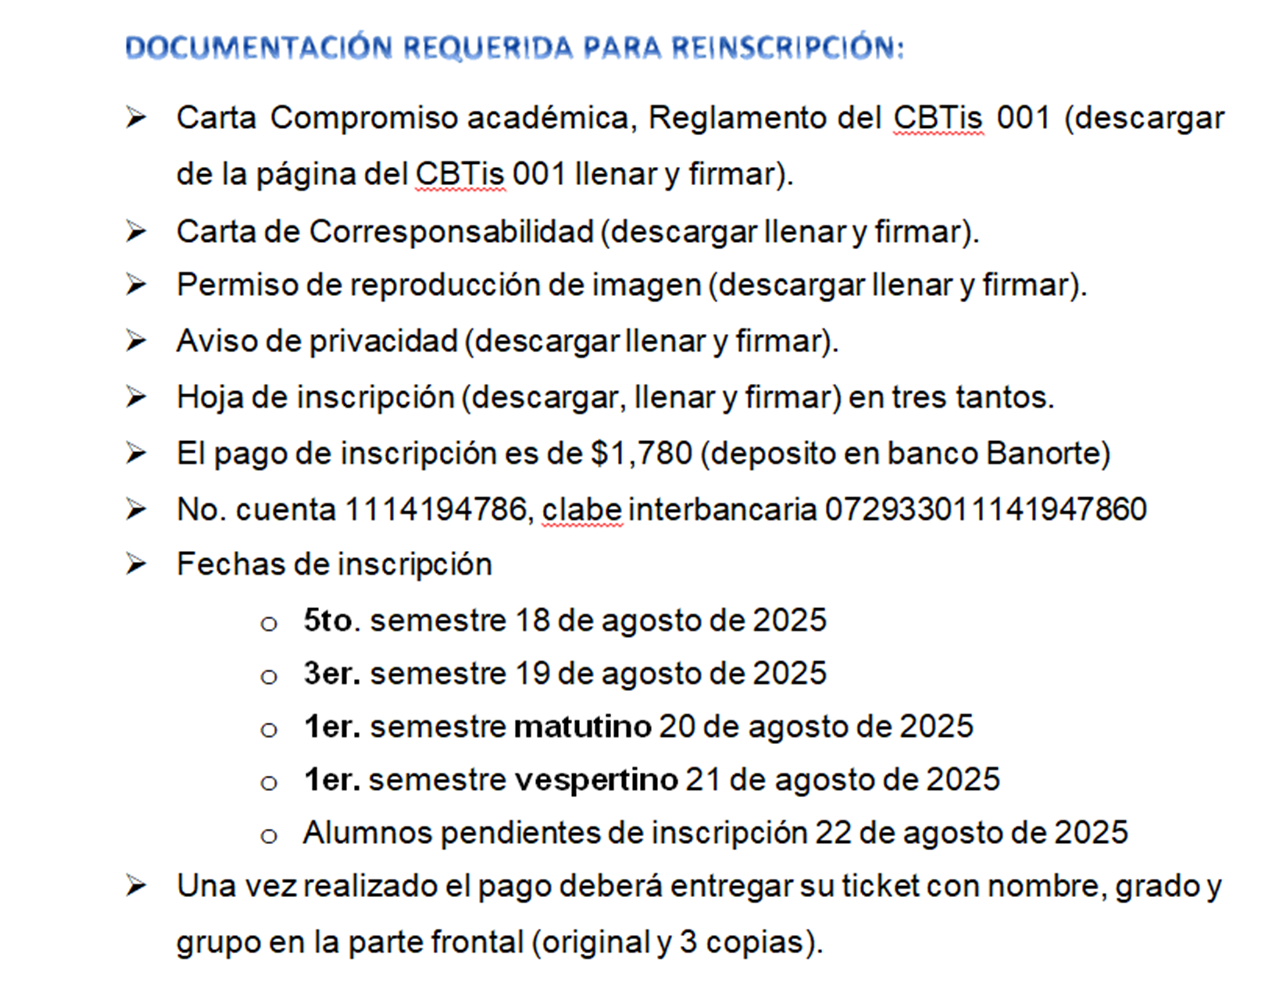 DOCUMENTACIÓN REQUERIDA PARA REINSCRIPCIÓN:
➢ Carta Compromiso académica, Reglamento del CBTis 001 (descargar
de la página del CBTis 001 llenar y firmar).
➢ Carta de Corresponsabilidad (descargar llenar y firmar).
➢ Permiso de reproducción de imagen (descargar llenar y firmar).
➢ Aviso de privacidad (descargar llenar y firmar).
➢ Hoja de inscripción (descargar, llenar y firmar) en tres tantos.
➢ El pago de inscripción es de $1,780 (deposito en banco Banorte)
➢ No. cuenta 1114194786, clabe interbancaria 072933011141947860
➢ Fechas de inscripción
o 5to. semestre 18 de agosto de 2025
o 3er. semestre 19 de agosto de 2025
o 1er. semestre matutino 20 de agosto de 2025
o 1er. semestre vespertino 21 de agosto de 2025
o Alumnos pendientes de inscripción 22 de agosto de 2025
➢ Una vez realizado el pago deberá entregar su ticket con nombre, grado y
grupo en la parte frontal (original y 3 copias).